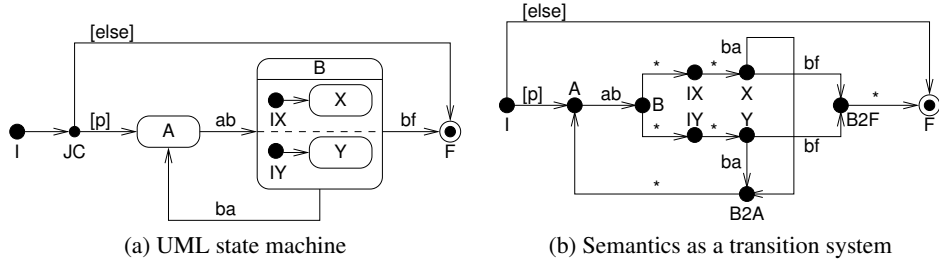 [else]
B
X
IX
[p]
A
ab
bf
I
JC
Y
IY
F
ba
(a) UML state machine
[else]
ba
* * bf
A
[p] ab IX X
I B IY Y B2F * F
* * bf
ba
*
B2A
(b) Semantics as a transition system